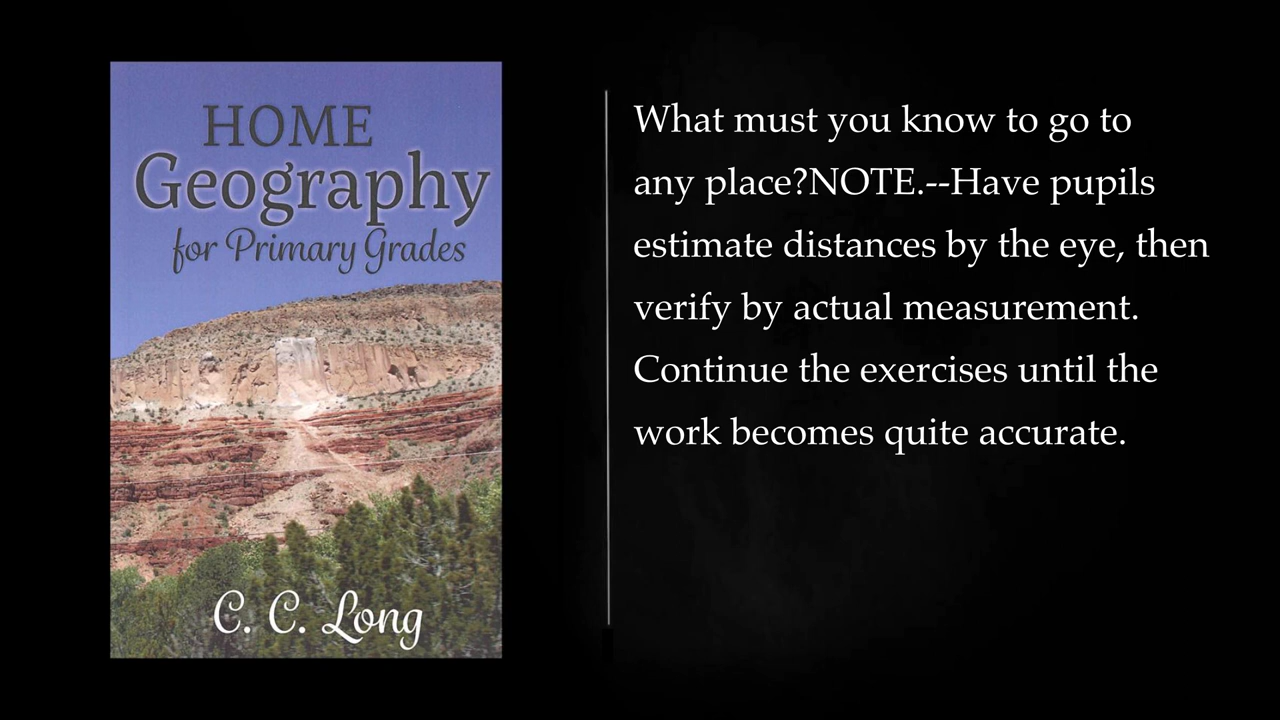 HOME
Geography
for Primary Grades
C. C. Long
What must you know to go to
any place?NOTE.--Have pupils
estimate distances by the eye, then
verify by actual measurement.
Continue the exercises until the
work becomes quite accurate.